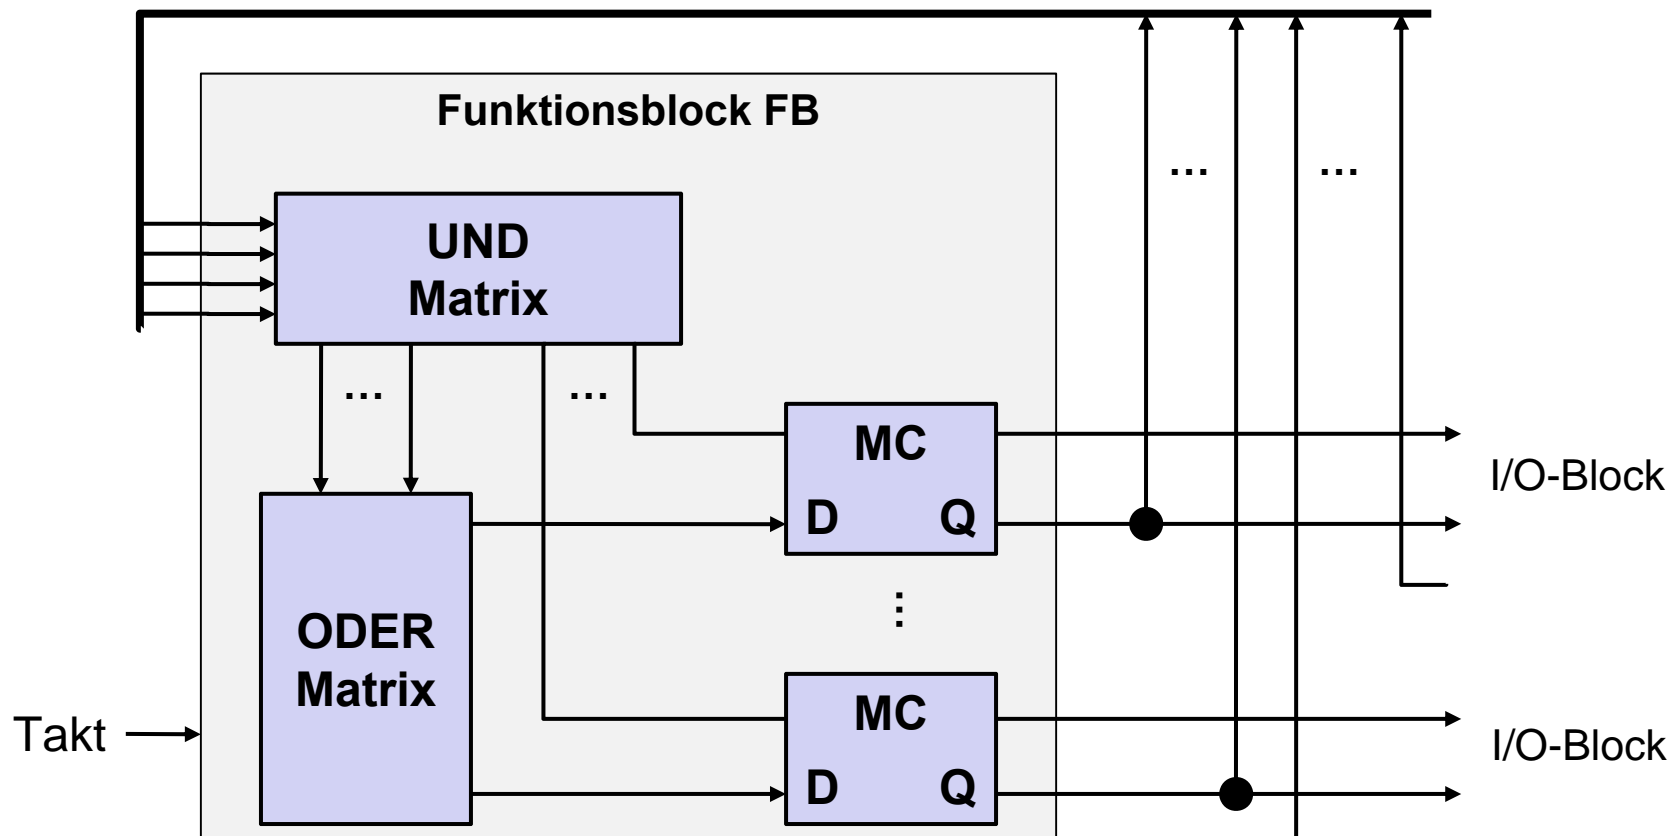 Funktionsblock FB
... ...
UND
Matrix
... ...
MC
D Q
I/O-Block
...
ODER
Matrix
MC
D Q
Takt
I/O-Block